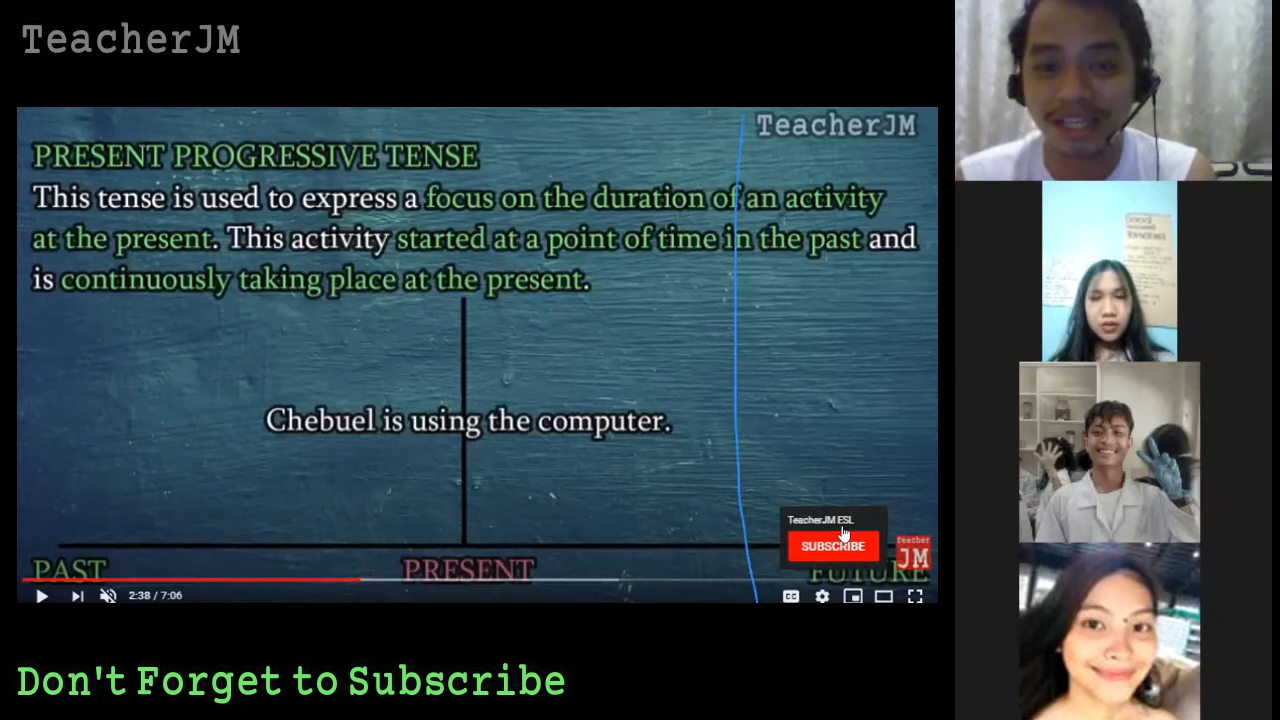 TeacherJM
TeacherJM
PRESENT PROGRESSIVE TENSE
This tense is used to express a focus on the duration of an activity
at the present. This activity started at a point of time in the past and
is continuously taking place at the present.
Chebuel is using the computer.
TeacherJM ESL
SUBSCRIBE
Teacher
JM
PAST
PRESENT
FUTURE
2:38 / 7:06
CC
Don't Forget to Subscribe